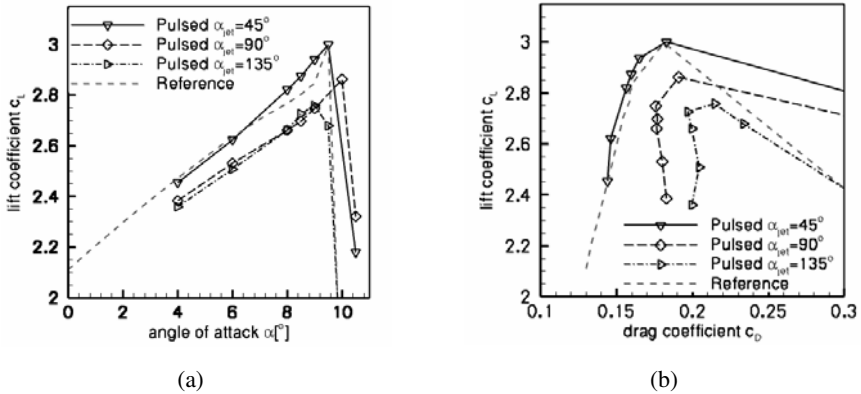 Pulsed α_jet=45°
Pulsed α_jet=90°
Pulsed α_jet=135°
Reference
3
2.8
2.6
2.4
2.2
2
lift coefficient c_L
0 2 4 6 8 10
angle of attack α[°]
(a)
3
2.8
2.6
2.4
2.2
2
lift coefficient c_L
Pulsed α_jet=45°
Pulsed α_jet=90°
Pulsed α_jet=135°
Reference
0.1 0.15 0.2 0.25 0.3
drag coefficient c_D
(b)